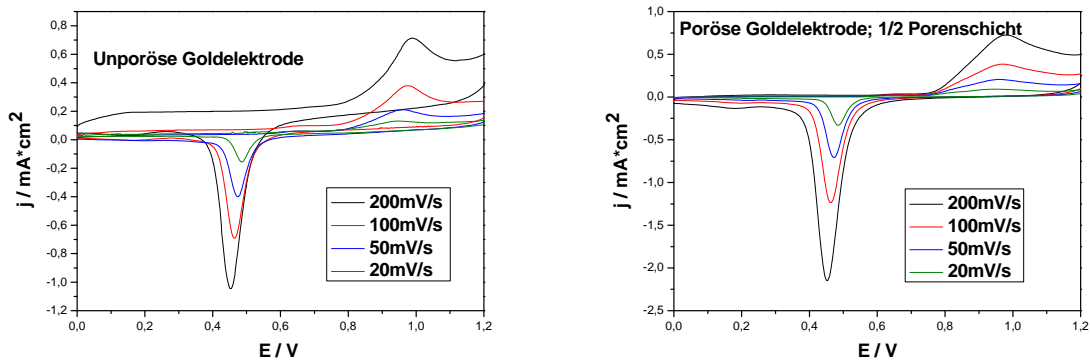 Unporöse Goldelektrode
j / mA*cm²
0,8
0,6
0,4
0,2
0,0
-0,2
-0,4
-0,6
-0,8
-1,0
-1,2
200mV/s
100mV/s
50mV/s
20mV/s
0,0 0,2 0,4 0,6 0,8 1,0 1,2
E / V
Poröse Goldelektrode; 1/2 Porenschicht
j / mA*cm²
1,0
0,5
0,0
-0,5
-1,0
-1,5
-2,0
-2,5
200mV/s
100mV/s
50mV/s
20mV/s
0,0 0,2 0,4 0,6 0,8 1,0 1,2
E / V